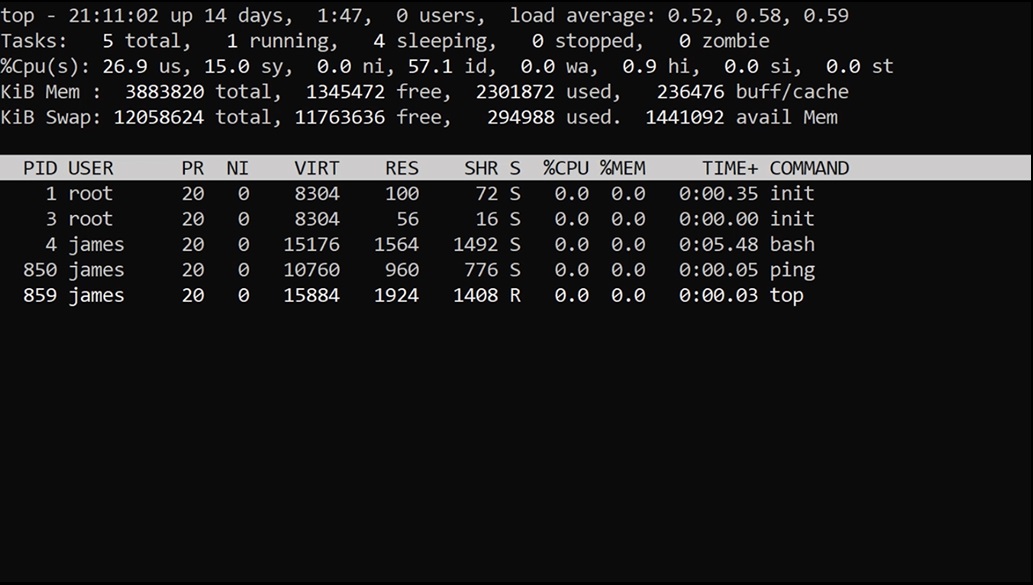 top - 21:11:02 up 14 days,  1:47,  0 users,  load average: 0.52, 0.58, 0.59
Tasks:   5 total,   1 running,   4 sleeping,   0 stopped,   0 zombie
%Cpu(s): 26.9 us, 15.0 sy,  0.0 ni, 57.1 id,  0.0 wa,  0.9 hi,  0.0 si,  0.0 st
KiB Mem :  3883820 total,  1345472 free,  2301872 used,   236476 buff/cache
KiB Swap: 12058624 total, 11763636 free,   294988 used.  1441092 avail Mem
  PID USER      PR  NI    VIRT    RES    SHR S  %CPU %MEM     TIME+ COMMAND
    1 root      20   0    8304    100     72 S   0.0  0.0   0:00.35 init
    3 root      20   0    8304     56     16 S   0.0  0.0   0:00.00 init
    4 james     20   0   15176   1564   1492 S   0.0  0.0   0:05.48 bash
  850 james     20   0   10760    960    776 S   0.0  0.0   0:00.05 ping
  859 james     20   0   15884   1924   1408 R   0.0  0.0   0:00.03 top